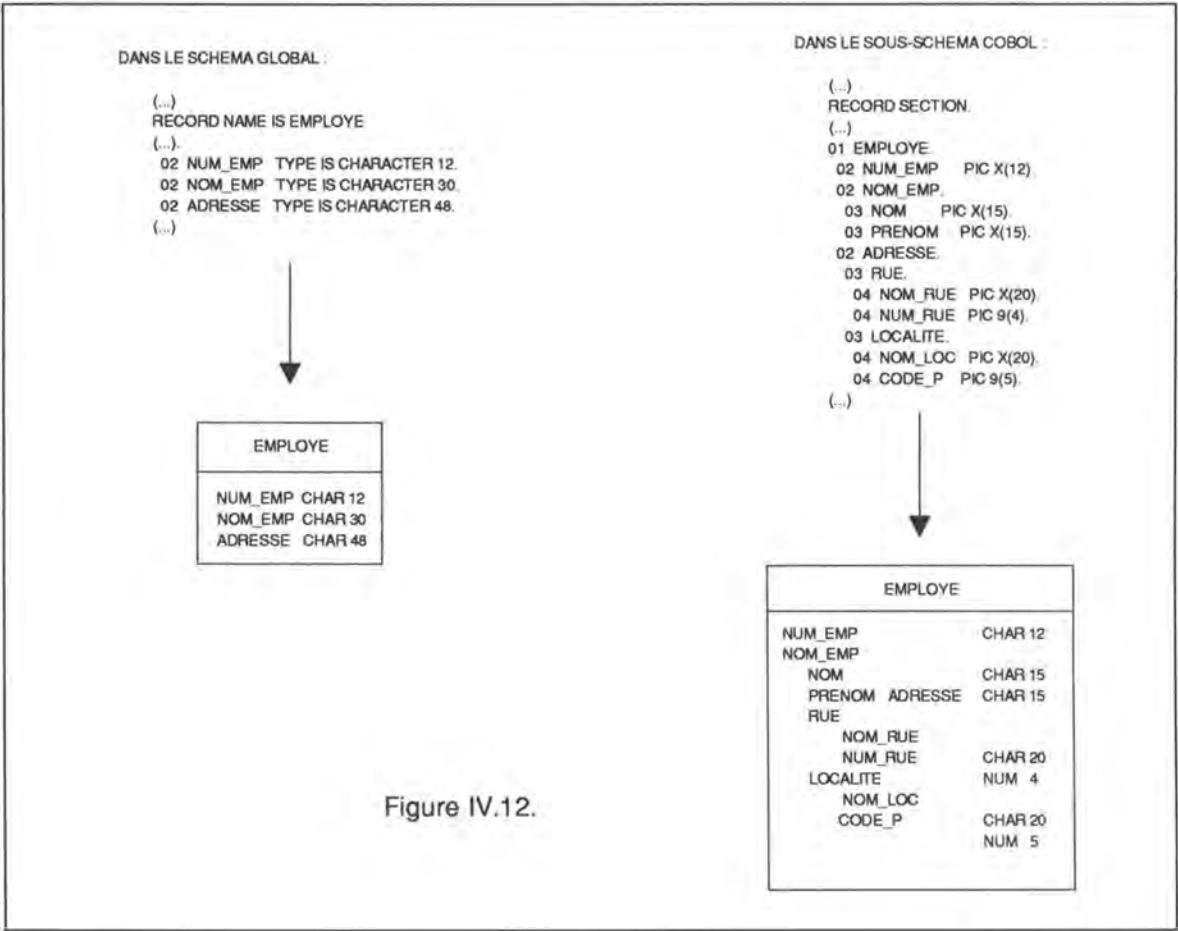 DANS LE SCHEMA GLOBAL :
(...)
RECORD NAME IS EMPLOYE
(...).
02 NUM_EMP TYPE IS CHARACTER 12.
02 NOM_EMP TYPE IS CHARACTER 30.
02 ADRESSE TYPE IS CHARACTER 48.
(...)
EMPLOYE
NUM_EMP CHAR 12
NOM_EMP CHAR 30
ADRESSE CHAR 48
DANS LE SOUS-SCHEMA COBOL :
(...)
RECORD SECTION.
(...)
01 EMPLOYE.
02 NUM_EMP PIC X(12).
02 NOM_EMP.
03 NOM PIC X(15).
03 PRENOM PIC X(15).
02 ADRESSE.
03 RUE.
04 NOM_RUE PIC X(20).
04 NUM_RUE PIC 9(4).
03 LOCALITE.
04 NOM_LOC PIC X(20).
04 CODE_P PIC 9(5).
(...)
EMPLOYE
NUM_EMP CHAR 12
NOM_EMP
NOM CHAR 15
PRENOM ADRESSE CHAR 15
RUE
NOM_RUE
NUM_RUE CHAR 20
LOCALITE NUM 4
NOM_LOC
CODE_P CHAR 20
NUM 5
Figure IV.12.